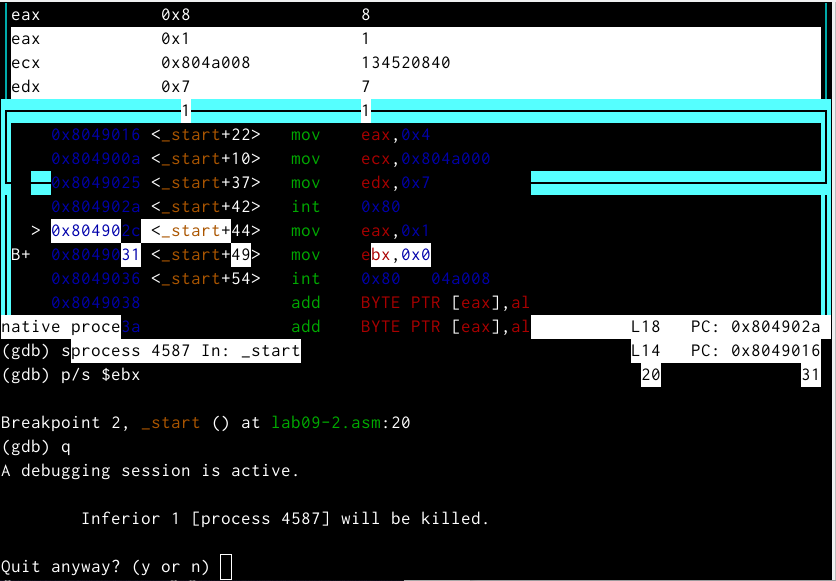 eax 0x8 8
eax 0x1 1
ecx 0x804a008 134520840
edx 0x7 7
1 1
0x8049016 <_start+22> mov eax,0x4
0x804900a <_start+10> mov ecx,0x804a000
0x8049025 <_start+37> mov edx,0x7
0x804902a <_start+42> int 0x80
> 0x804902c <_start+44> mov eax,0x1
B+ 0x8049031 <_start+49> mov ebx,0x0
0x8049036 <_start+54> int 0x80 04a008
0x8049038 add BYTE PTR [eax],al
native proce3a add BYTE PTR [eax],al L18 PC: 0x804902a
(gdb) sprocess 4587 In: _start L14 PC: 0x8049016
(gdb) p/s $ebx 20 31
Breakpoint 2, _start () at lab09-2.asm:20
(gdb) q
A debugging session is active.
Inferior 1 [process 4587] will be killed.
Quit anyway? (y or n)